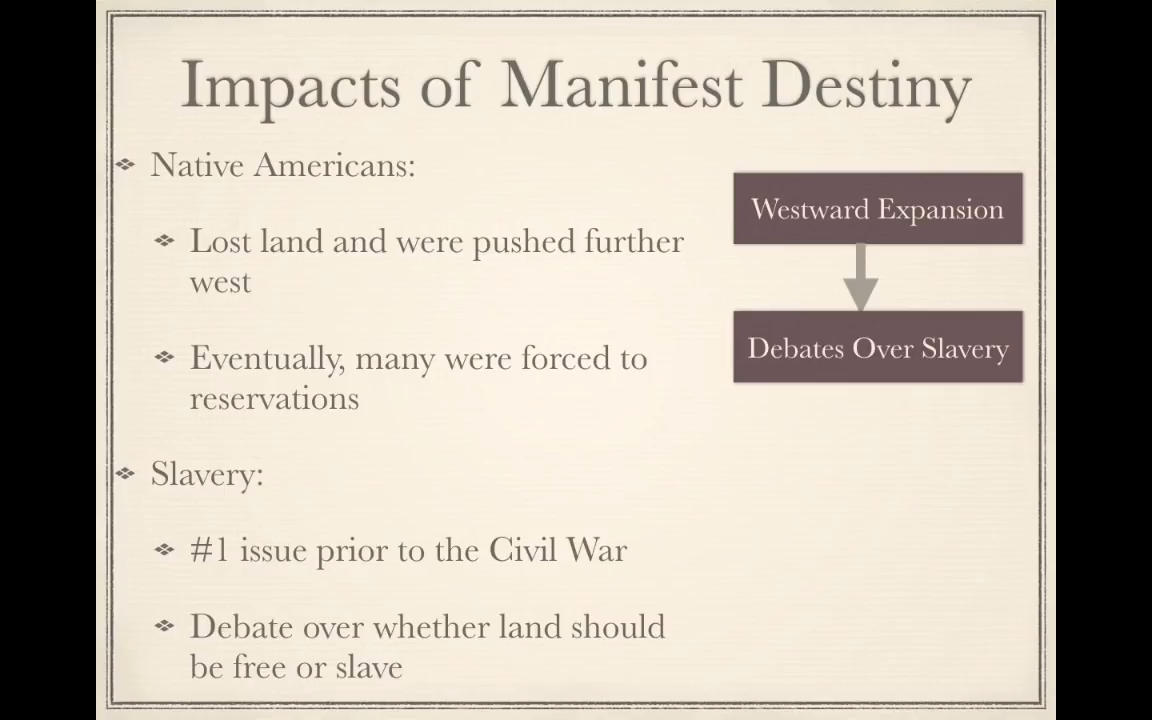 Impacts of Manifest Destiny
Native Americans:
Lost land and were pushed further
west
Eventually, many were forced to
reservations
Slavery:
#1 issue prior to the Civil War
Debate over whether land should
be free or slave
Westward Expansion
Debates Over Slavery